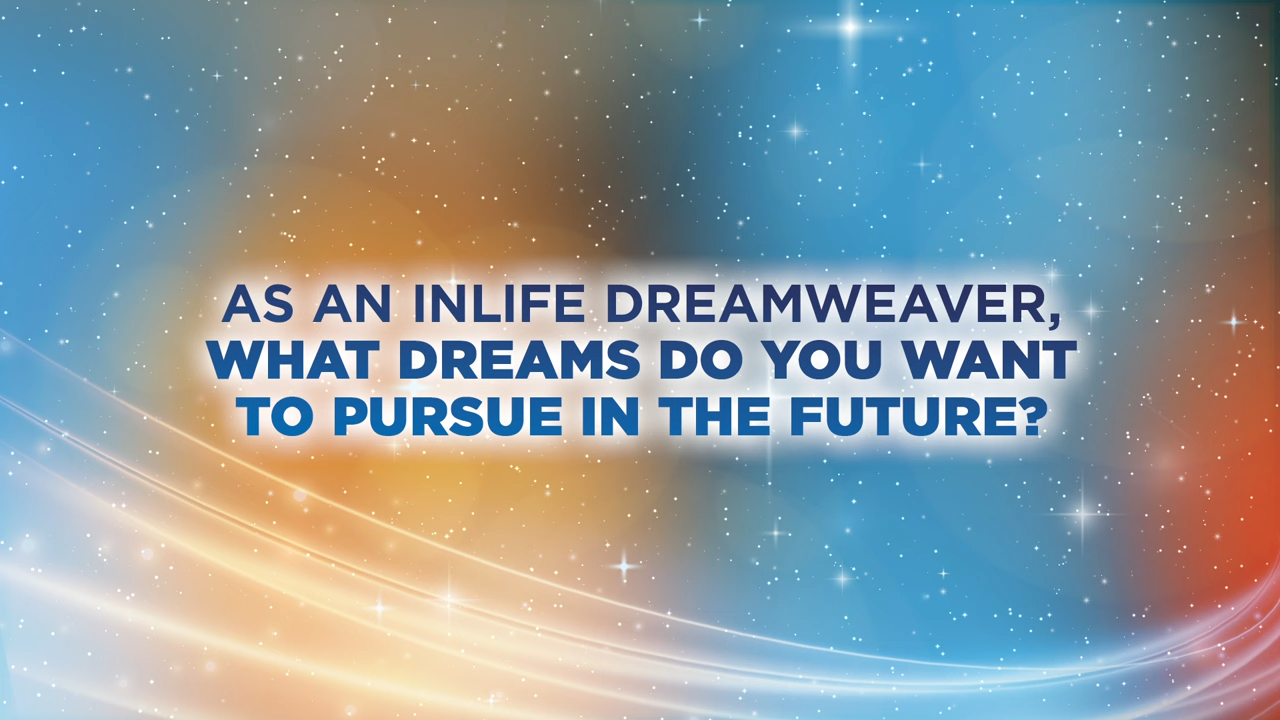 AS AN INLIFE DREAMWEAVER,
WHAT DREAMS DO YOU WANT
TO PURSUE IN THE FUTURE?